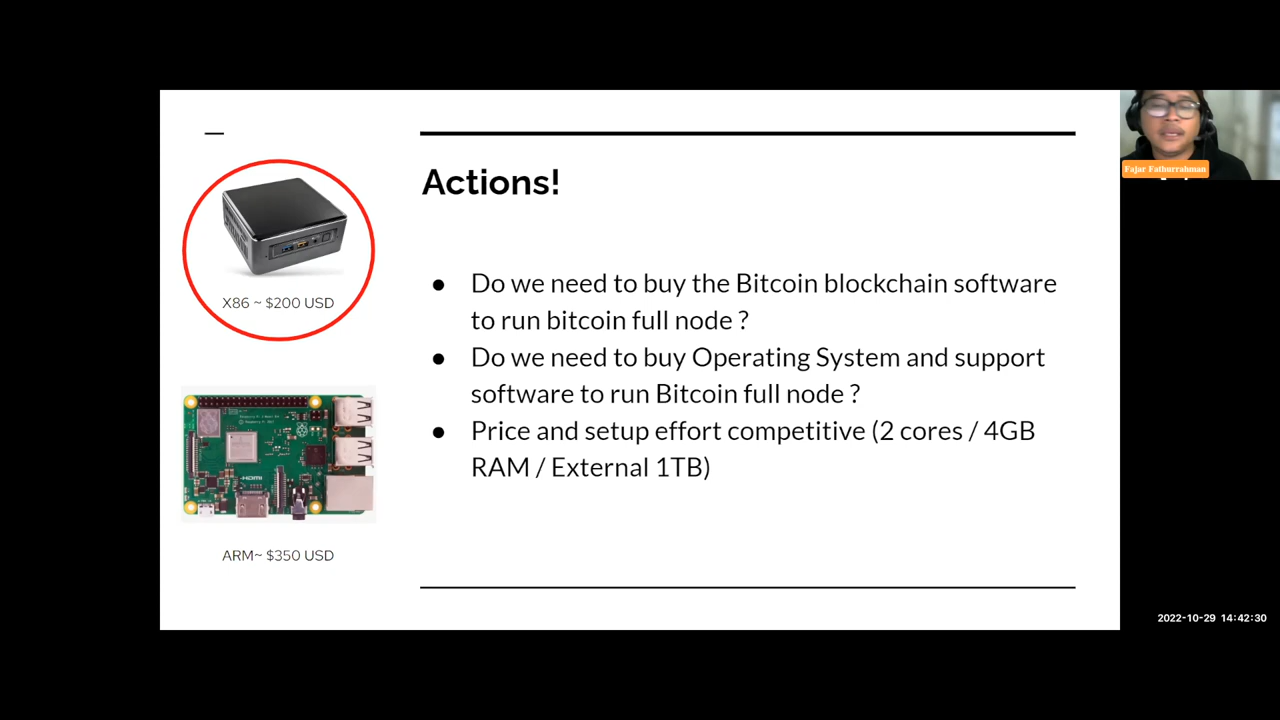 Actions!
X86 ~ $200 USD
● Do we need to buy the Bitcoin blockchain software
to run bitcoin full node ?
● Do we need to buy Operating System and support
software to run Bitcoin full node ?
● Price and setup effort competitive (2 cores / 4GB
RAM / External 1TB)
ARM~ $350 USD
Fajar Fathurrahman
2022-10-29 14:42:30